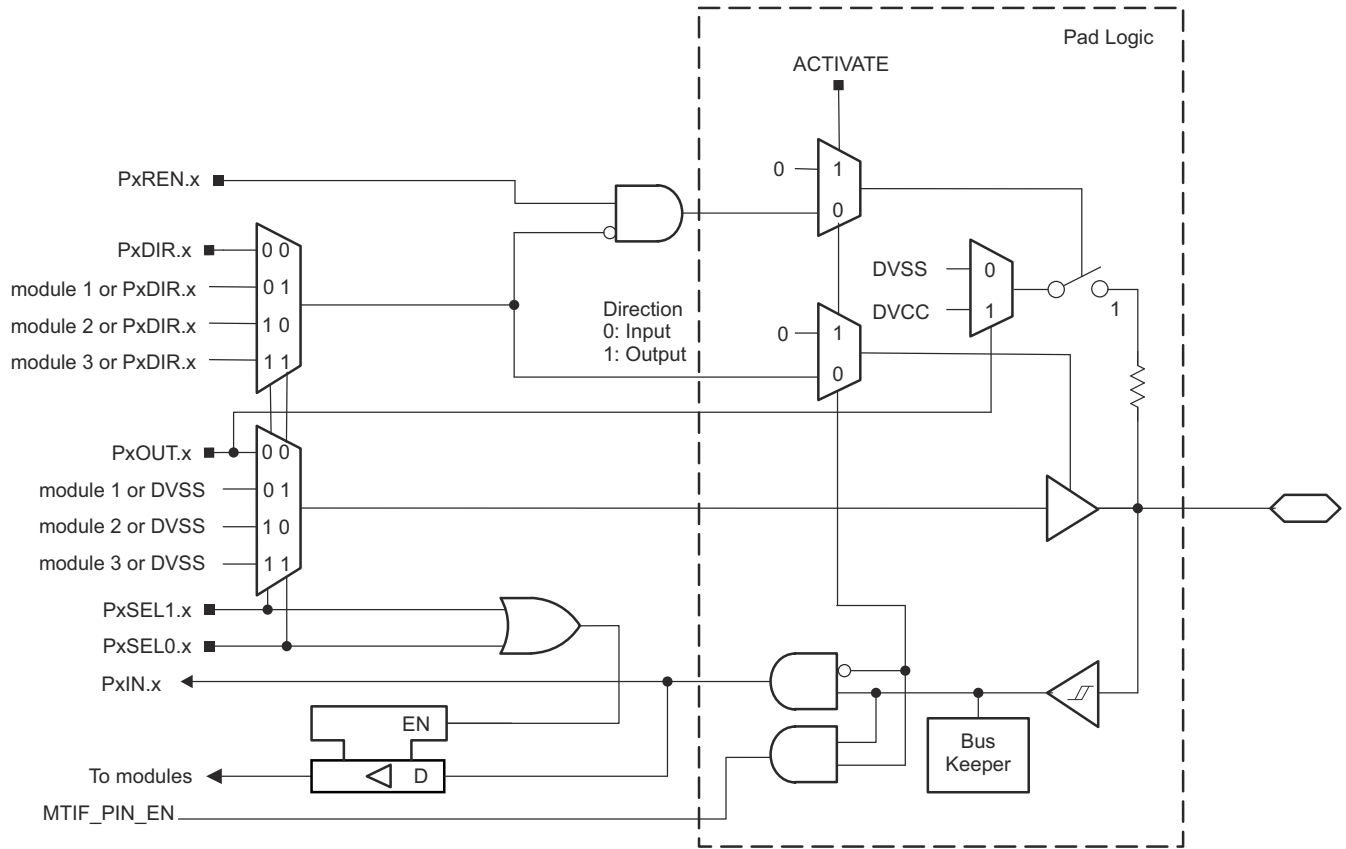 Pad Logic
ACTIVATE
PxREN.x
0
1
0
PxDIR.x
0 0
module 1 or PxDIR.x
0 1
module 2 or PxDIR.x
1 0
module 3 or PxDIR.x
1 1
Direction
0: Input
1: Output
0
1
0
DVSS
0
DVCC
1
1
PxOUT.x
0 0
module 1 or DVSS
0 1
module 2 or DVSS
1 0
module 3 or DVSS
1 1
PxSEL1.x
PxSEL0.x
PxIN.x
EN
D
To modules
Bus
Keeper
MTIF_PIN_EN